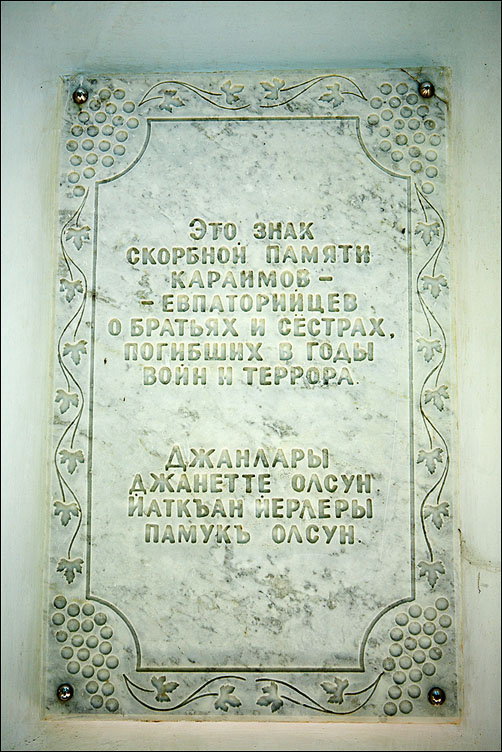 Это знак
скорбной памяти
караимов-
-евпаторийцев
о братьях и сёстрах,
погибших в годы
войн и террора.
Джанлары
джанетте олсун
йаткъан йерлеры
памукъ олсун.